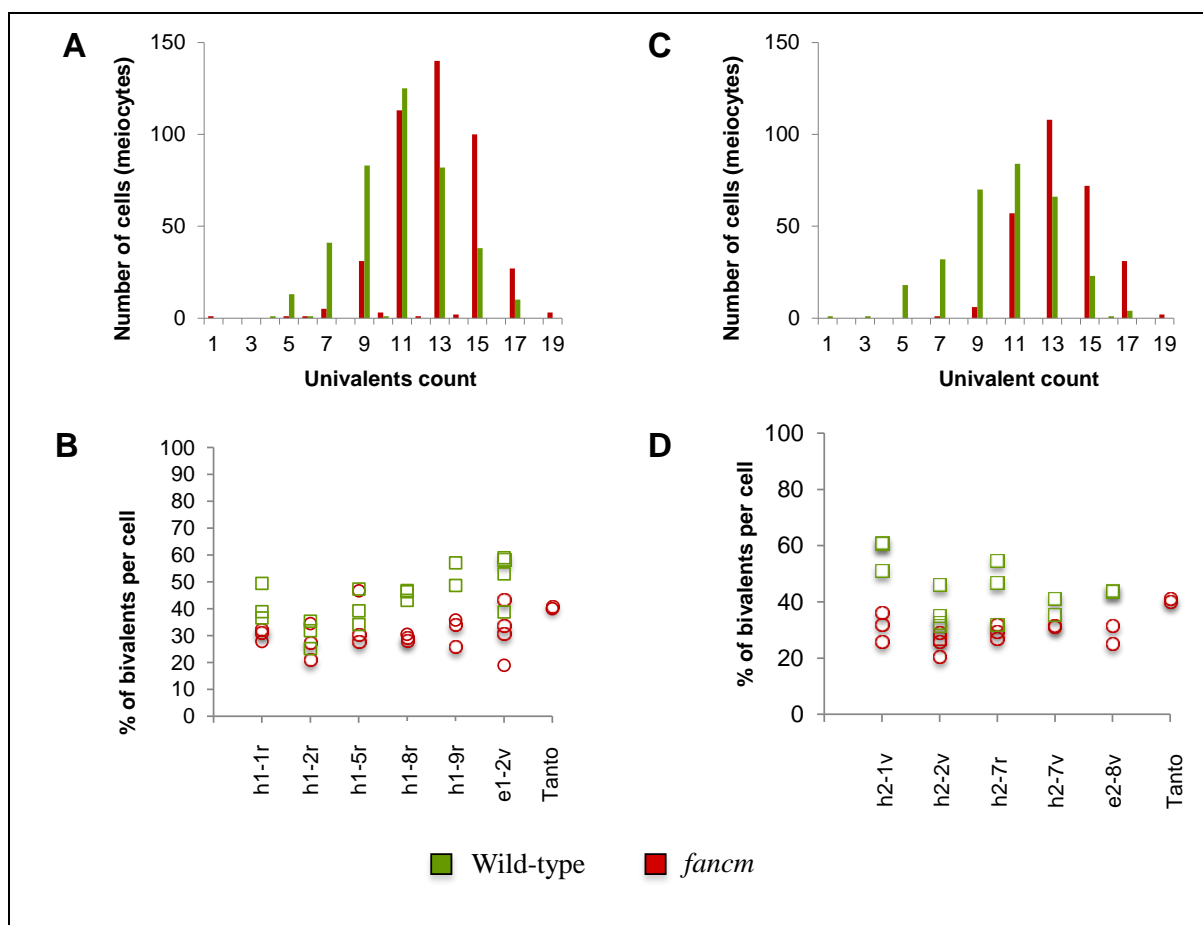 A
Number of cells (meiocytes)
150
100
50
0
1 3 5 7 9 11 13 15 17 19
Univalents count
C
Number of cells (meiocytes)
150
100
50
0
1 3 5 7 9 11 13 15 17 19
Univalent count
B
% of bivalents per cell
100
90
80
70
60
50
40
30
20
10
0
h1-1r
h1-2r
h1-5r
h1-8r
h1-9r
e1-2v
Tanto
D
% of bivalents per cell
100
80
60
40
20
0
h2-1v
h2-2v
h2-7r
h2-7v
e2-8v
Tanto
Wild-type
fancm